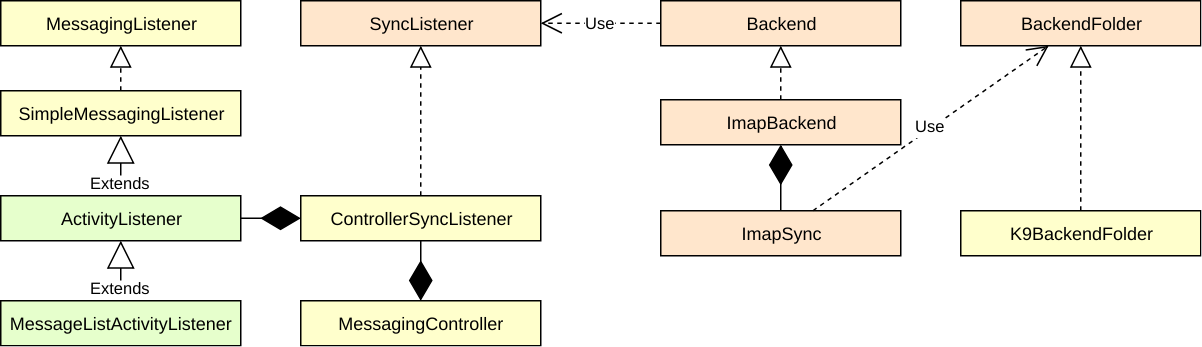 MessagingListener
SyncListener
Use
Backend
BackendFolder
SimpleMessagingListener
ImapBackend
Use
Extends
ActivityListener
ControllerSyncListener
ImapSync
K9BackendFolder
Extends
MessageListActivityListener
MessagingController